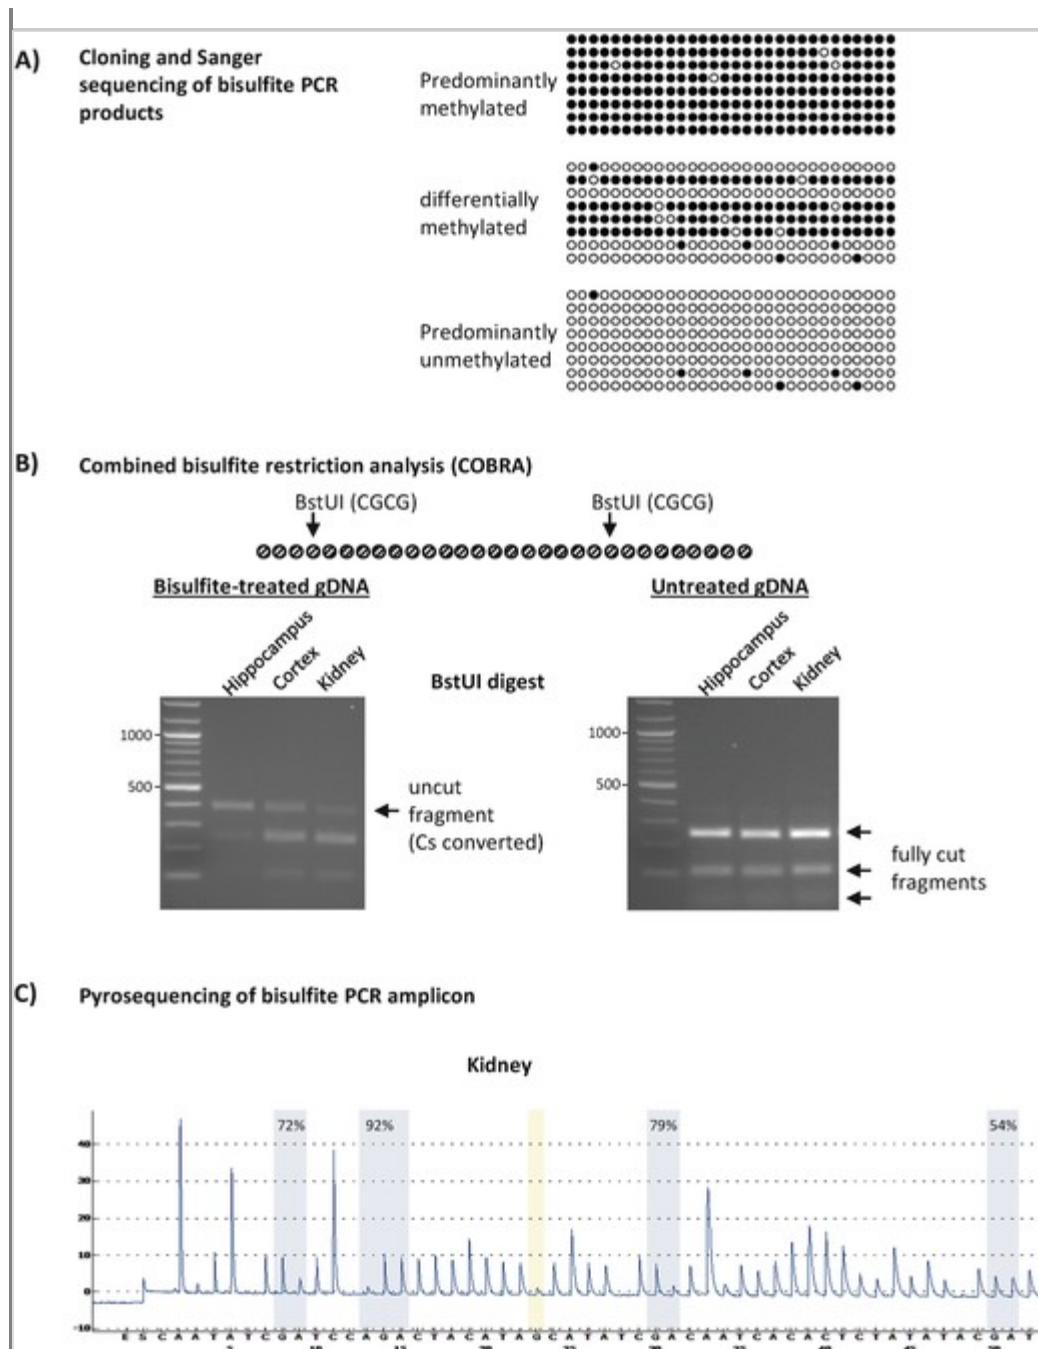 A)
Cloning and Sanger
sequencing of bisulfite PCR
products
Predominantly
methylated
differentially
methylated
Predominantly
unmethylated
B)
Combined bisulfite restriction analysis (COBRA)
BstUI (CGCG) BstUI (CGCG)
Bisulfite-treated gDNA Untreated gDNA
Hippocampus
Cortex
Kidney
BstUI digest
Hippocampus
Cortex
Kidney
1000
500
uncut
fragment
(Cs converted)
1000
500
fully cut
fragments
C)
Pyrosequencing of bisulfite PCR amplicon
Kidney
72% 92% 79% 54%
40
30
20
10
0
-10
E S C A A T A T C G A T C C A G A C T A C A T A G C A T A T C G A C A A T C A C A C T C T A T A T A C G A T